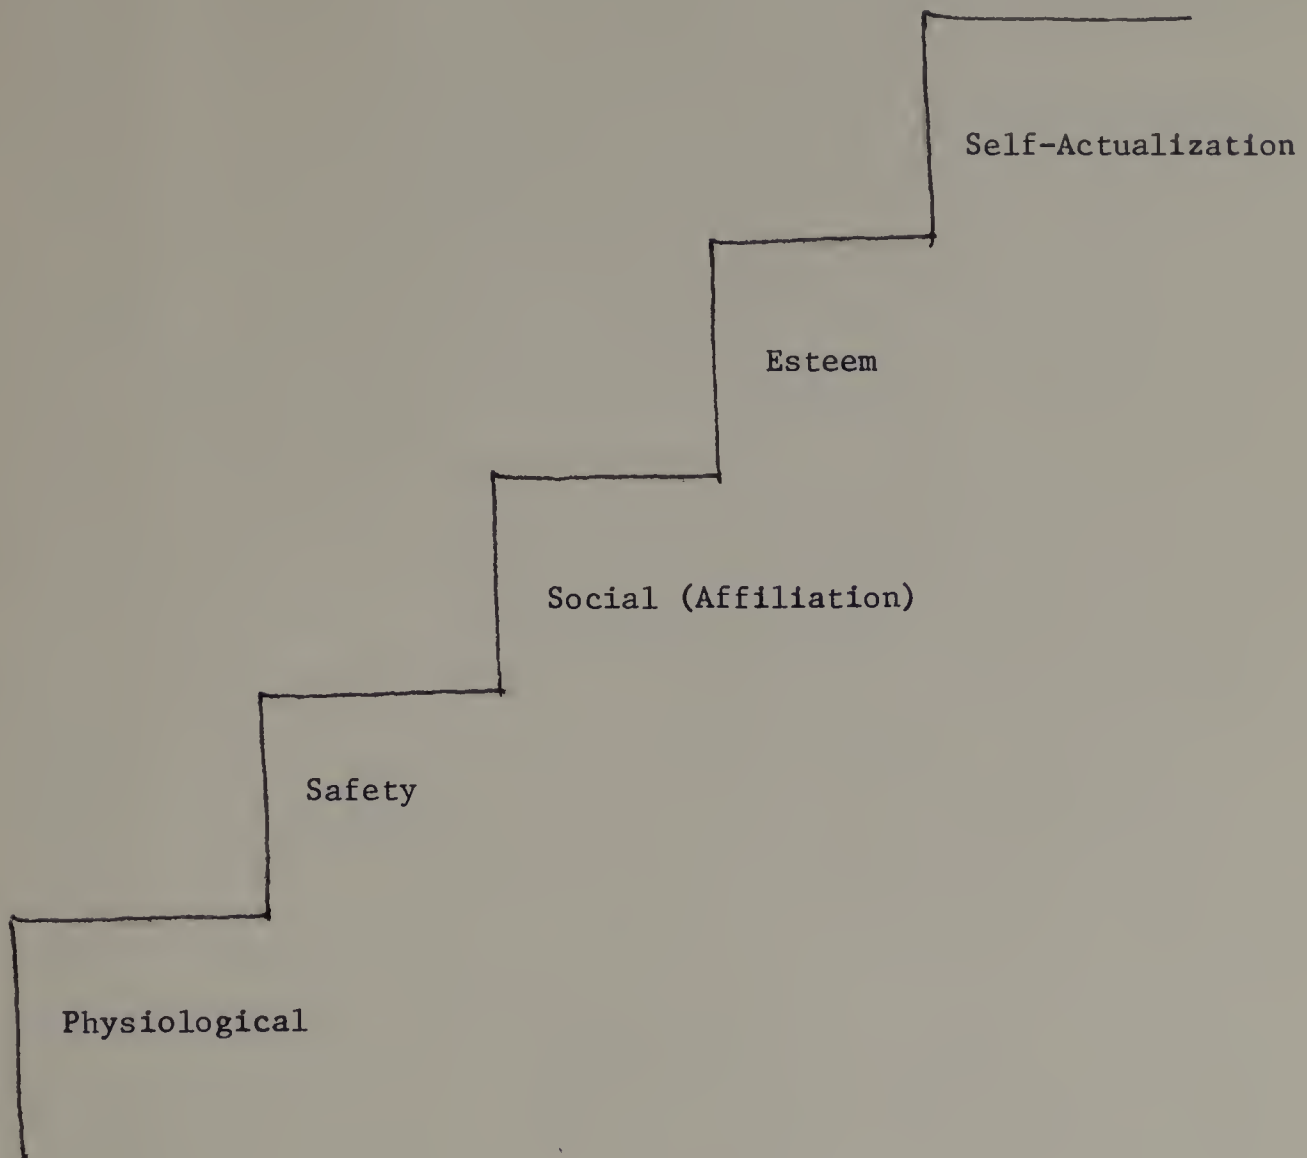 Self-Actualization
Esteem
Social (Affiliation)
Safety
Physiological